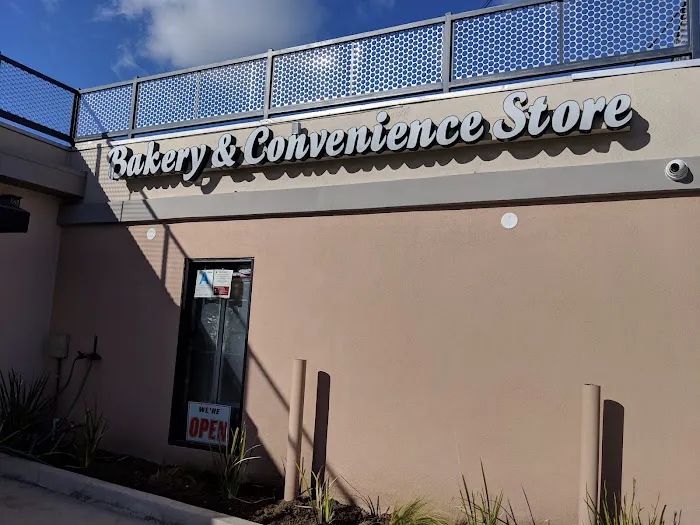 Bakery & Convenience Store
A
WE'RE
OPEN